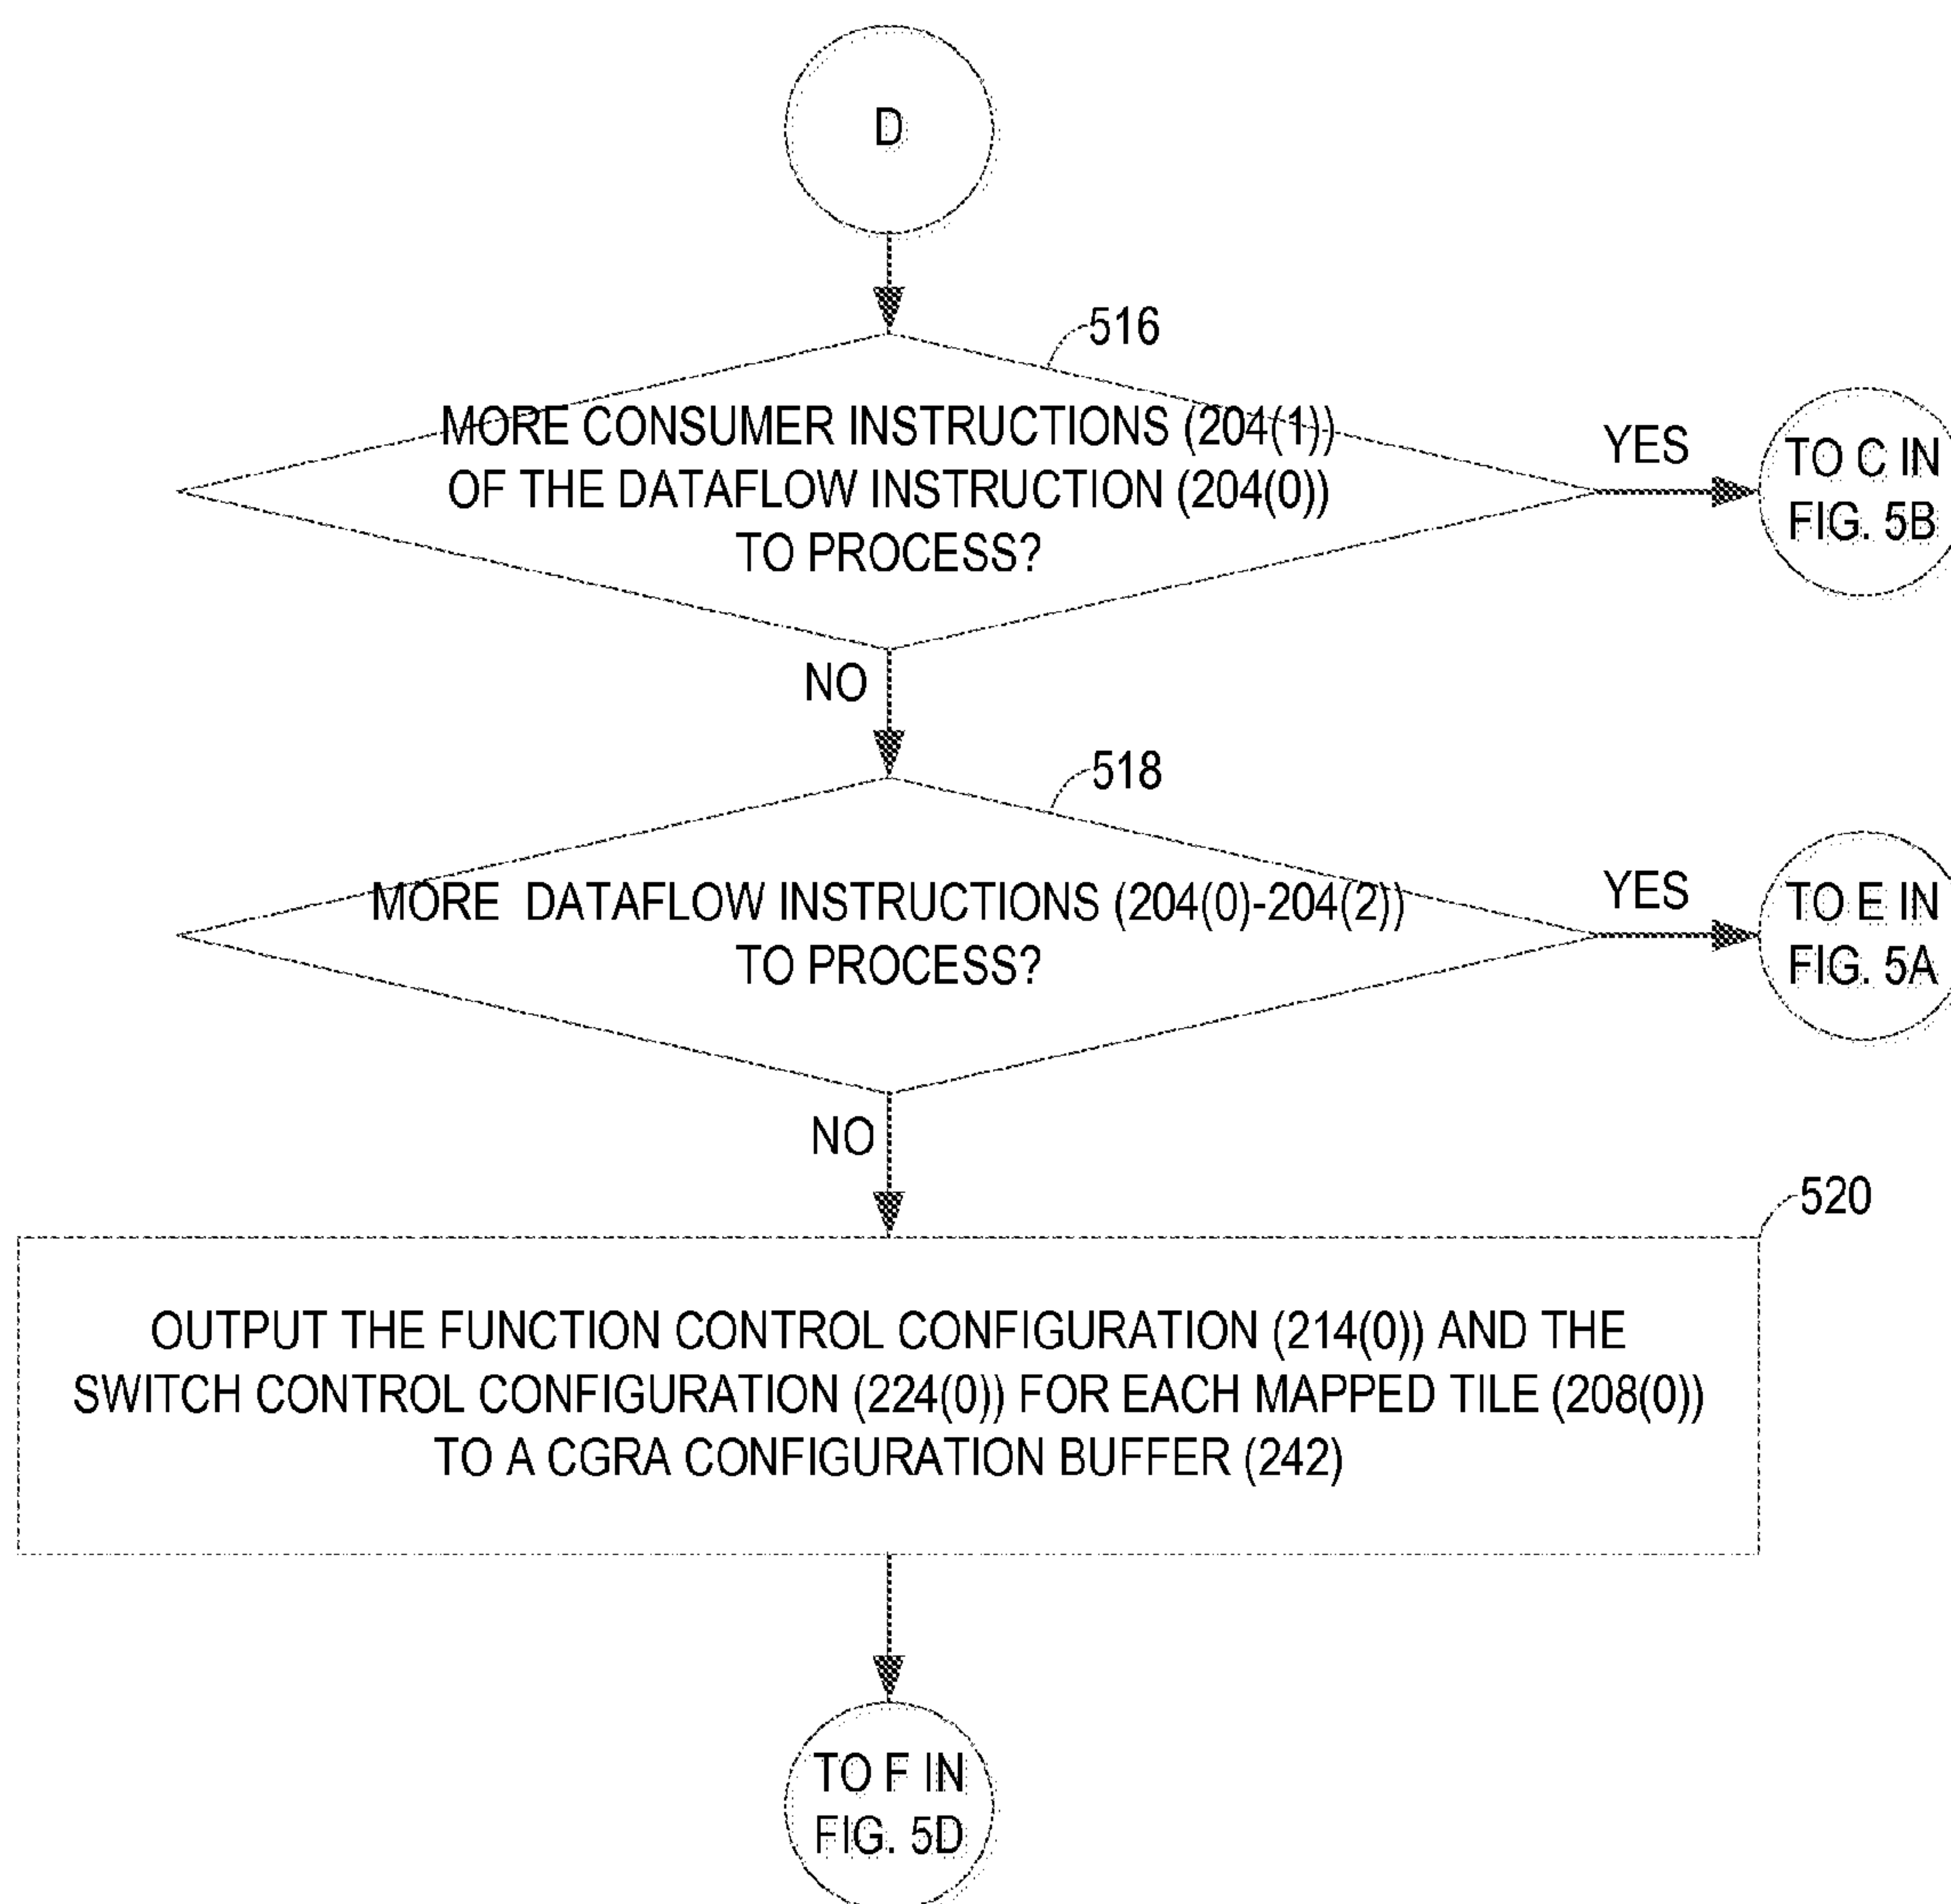 D
516
MORE CONSUMER INSTRUCTIONS (204(1))
OF THE DATAFLOW INSTRUCTION (204(0))
TO PROCESS?
YES
TO C IN
FIG. 5B
NO
518
MORE DATAFLOW INSTRUCTIONS (204(0)-204(2))
TO PROCESS?
YES
TO E IN
FIG. 5A
NO
520
OUTPUT THE FUNCTION CONTROL CONFIGURATION (214(0)) AND THE
SWITCH CONTROL CONFIGURATION (224(0)) FOR EACH MAPPED TILE (208(0))
TO A CGRA CONFIGURATION BUFFER (242)
TO F IN
FIG. 5D